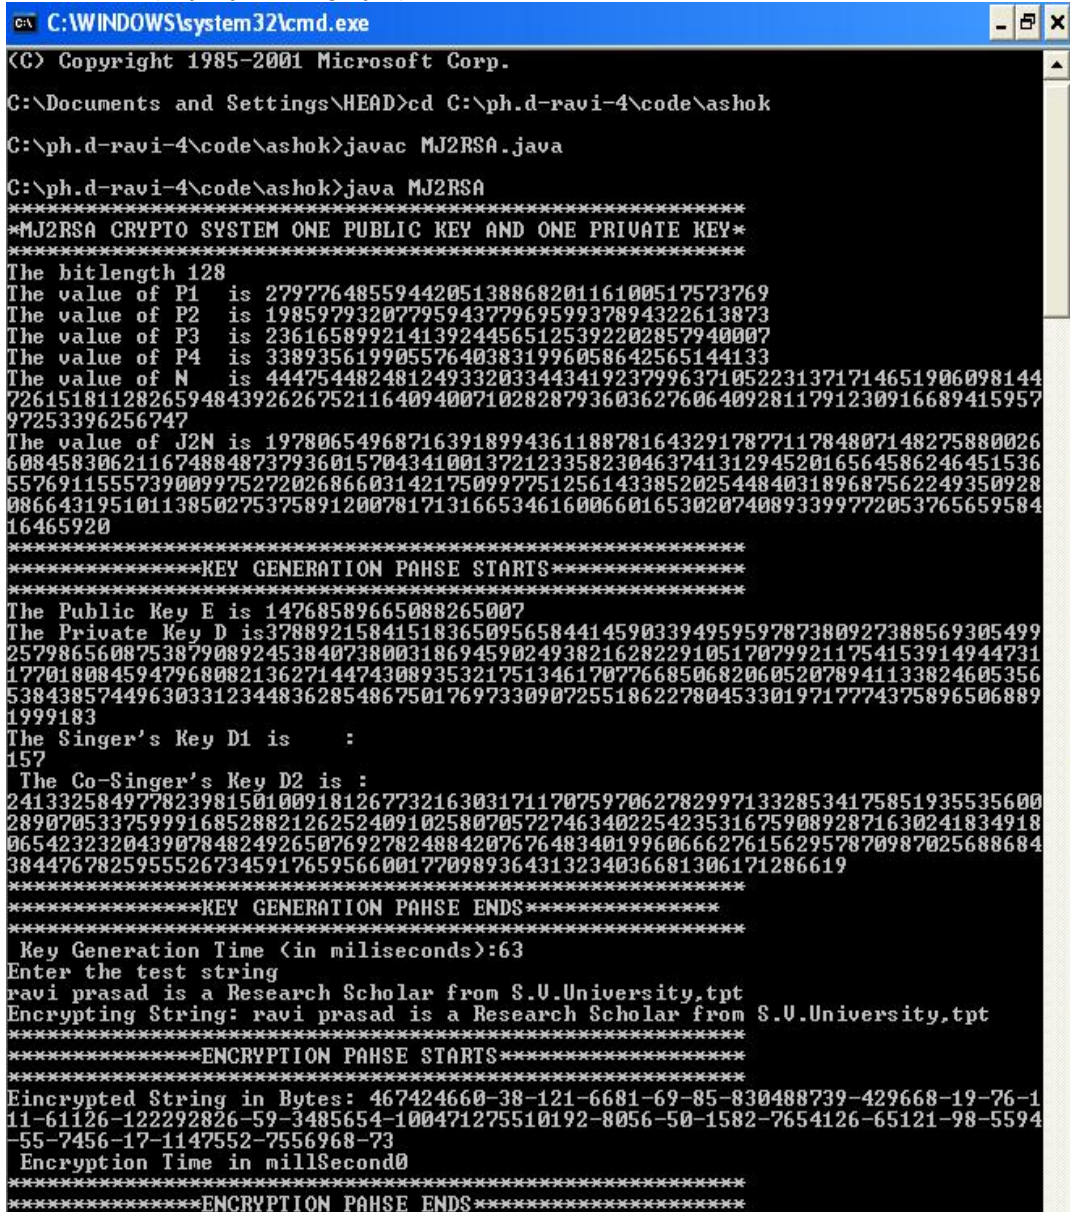 C:\WINDOWS\system32\cmd.exe
(C) Copyright 1985-2001 Microsoft Corp.
C:\Documents and Settings\HEAD>cd C:\ph.d-ravi-4\code\ashok
C:\ph.d-ravi-4\code\ashok>javac MJ2RSA.java
C:\ph.d-ravi-4\code\ashok>java MJ2RSA
**********************************************************
*MJ2RSA CRYPTO SYSTEM ONE PUBLIC KEY AND ONE PRIVATE KEY*
**********************************************************
The bitlength 128
The value of P1  is 279776485594420513886820116100517573769
The value of P2  is 198597932077959437796959937894322613873
The value of P3  is 236165899214139244565125392202857940007
The value of P4  is 338935619905576403831996058642565144133
The value of N   is 444754482481249332033443419237996371052231371714651906098144
72615181128265948439262675211640940071028287936036276064092811791230916689415957
97253396256747
The value of J2N is 197806549687163918994361188781643291787711784807148275880026
60845830621167488487379360157043410013721233582304637413129452016564586246451536
55769115557390099752720268660314217509977512561433852025448403189687562249350928
08664319510113850275375891200781713166534616006601653020740893399772053765659584
16465920
**********************************************************
***************KEY GENERATION PAHSE STARTS***************
**********************************************************
The Public Key E is 14768589665088265007
The Private Key D is37889215841518365095658441459033949595978738092738856930549​9
25798656087538790892453840738003186945902493821628229105170799211754153914944731
17701808459479680821362714474308935321751346170776685068206052078941133824605356
53843857449630331234483628548675017697330907255186227804533019717774375896506889
1999183
The Singer's Key D1 is    :
157
 The Co-Singer's Key D2 is :
24133258497782398150100918126773216303171170759706278299713328534175851935535600
28907053375999168528821262524091025807057274634022542353167590892871630241834918
06542323204390784824926507692782488420767648340199606662761562957870987025688684
3844767825955526734591765956600177098936431323403668130617128661​9
**********************************************************
***************KEY GENERATION PAHSE ENDS***************
**********************************************************
 Key Generation Time (in miliseconds):63
Enter the test string
ravi prasad is a Research Scholar from S.V.University,tpt
Encrypting String: ravi prasad is a Research Scholar from S.V.University,tpt
**********************************************************
***************ENCRYPTION PAHSE STARTS*******************
**********************************************************
Eincrypted String in Bytes: 467424660-38-121-6681-69-85-830488739-429668-19-76-1
11-61126-122292826-59-3485654-100471275510192-8056-50-1582-7654126-65121-98-5594
-55-7456-17-1147552-7556968-73
 Encryption Time in millSecond0
**********************************************************
***************ENCRYPTION PAHSE ENDS*********************